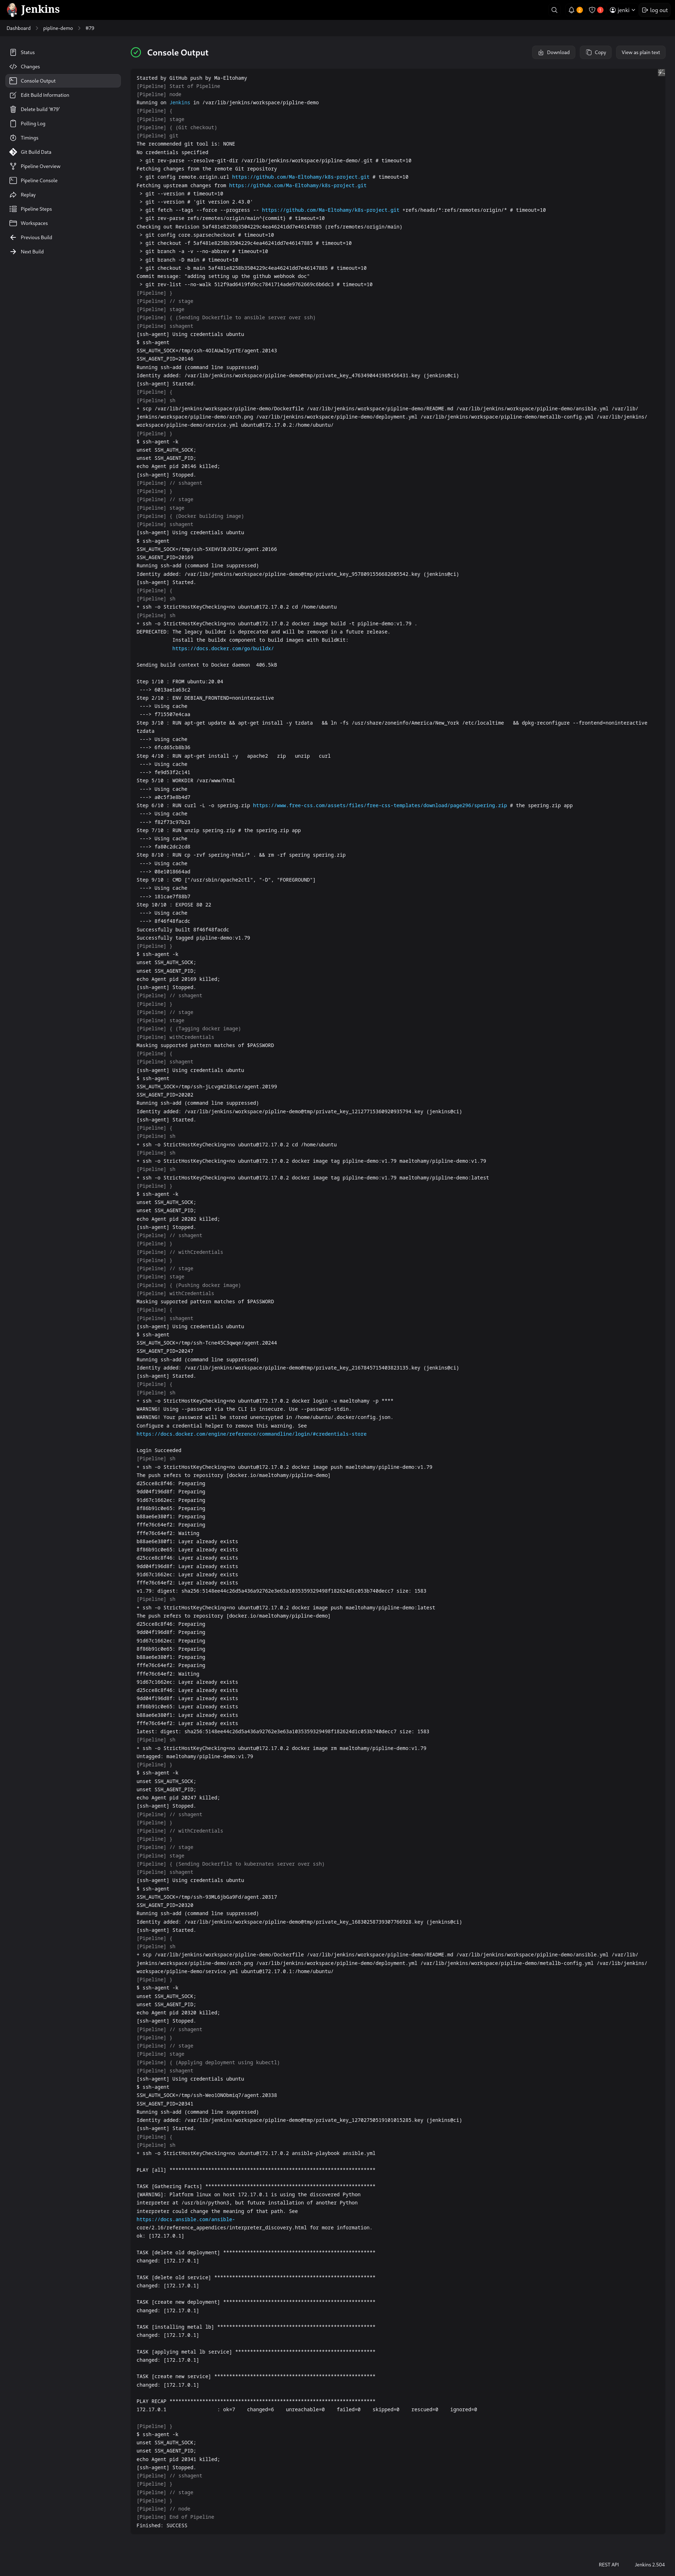 Jenkins
jenki
log out
Dashboard > pipline-demo > #79
Status
Changes
Console Output
Edit Build Information
Delete build '#79'
Polling Log
Timings
Git Build Data
Pipeline Overview
Pipeline Console
Replay
Pipeline Steps
Workspaces
Previous Build
Next Build
Console Output
Download
Copy
View as plain text
Started by GitHub push by Ma-Eltohamy
[Pipeline] Start of Pipeline
[Pipeline] node
Running on Jenkins in /var/lib/jenkins/workspace/pipline-demo
[Pipeline] {
[Pipeline] stage
[Pipeline] { (Git checkout)
[Pipeline] git
The recommended git tool is: NONE
No credentials specified
> git rev-parse --resolve-git-dir /var/lib/jenkins/workspace/pipline-demo/.git # timeout=10
Fetching changes from the remote Git repository
> git config remote.origin.url https://github.com/Ma-Eltohamy/k8s-project.git # timeout=10
Fetching upstream changes from https://github.com/Ma-Eltohamy/k8s-project.git
> git --version # timeout=10
> git --version # 'git version 2.43.0'
> git fetch --tags --force --progress -- https://github.com/Ma-Eltohamy/k8s-project.git +refs/heads/*:refs/remotes/origin/* # timeout=10
> git rev-parse refs/remotes/origin/main^{commit} # timeout=10
Checking out Revision 5af481e8258b3504229c4ea46241dd7e46147885 (refs/remotes/origin/main)
> git config core.sparsecheckout # timeout=10
> git checkout -f 5af481e8258b3504229c4ea46241dd7e46147885 # timeout=10
> git branch -a -v --no-abbrev # timeout=10
> git branch -D main # timeout=10
> git checkout -b main 5af481e8258b3504229c4ea46241dd7e46147885 # timeout=10
Commit message: "adding setting up the github webhook doc"
> git rev-list --no-walk 512f9ad6419fd9cc7841714ade9762669c6b6dc3 # timeout=10
[Pipeline] }
[Pipeline] // stage
[Pipeline] stage
[Pipeline] { (Sending Dockerfile to ansible server over ssh)
[Pipeline] sshagent
[ssh-agent] Using credentials ubuntu
$ ssh-agent
SSH_AUTH_SOCK=/tmp/ssh-4OIAUwl5yrTE/agent.20143
SSH_AGENT_PID=20146
Running ssh-add (command line suppressed)
Identity added: /var/lib/jenkins/workspace/pipline-demo@tmp/private_key_4763490441985456431.key (jenkins@ci)
[ssh-agent] Started.
[Pipeline] {
[Pipeline] sh
+ scp /var/lib/jenkins/workspace/pipline-demo/Dockerfile /var/lib/jenkins/workspace/pipline-demo/README.md /var/lib/jenkins/workspace/pipline-demo/ansible.yml /var/lib/
jenkins/workspace/pipline-demo/arch.png /var/lib/jenkins/workspace/pipline-demo/deployment.yml /var/lib/jenkins/workspace/pipline-demo/metallb-config.yml /var/lib/jenkins/
workspace/pipline-demo/service.yml ubuntu@172.17.0.2:/home/ubuntu/
[Pipeline] }
$ ssh-agent -k
unset SSH_AUTH_SOCK;
unset SSH_AGENT_PID;
echo Agent pid 20146 killed;
[ssh-agent] Stopped.
[Pipeline] // sshagent
[Pipeline] }
[Pipeline] // stage
[Pipeline] stage
[Pipeline] { (Docker building image)
[Pipeline] sshagent
[ssh-agent] Using credentials ubuntu
$ ssh-agent
SSH_AUTH_SOCK=/tmp/ssh-5XEHVI0JOIKz/agent.20166
SSH_AGENT_PID=20169
Running ssh-add (command line suppressed)
Identity added: /var/lib/jenkins/workspace/pipline-demo@tmp/private_key_9578091556682605542.key (jenkins@ci)
[ssh-agent] Started.
[Pipeline] {
[Pipeline] sh
+ ssh -o StrictHostKeyChecking=no ubuntu@172.17.0.2 cd /home/ubuntu
[Pipeline] sh
+ ssh -o StrictHostKeyChecking=no ubuntu@172.17.0.2 docker image build -t pipline-demo:v1.79 .
DEPRECATED: The legacy builder is deprecated and will be removed in a future release.
Install the buildx component to build images with BuildKit:
https://docs.docker.com/go/buildx/
Sending build context to Docker daemon  406.5kB
Step 1/10 : FROM ubuntu:20.04
---> 6013ae1a63c2
Step 2/10 : ENV DEBIAN_FRONTEND=noninteractive
---> Using cache
---> f715507e4caa
Step 3/10 : RUN apt-get update && apt-get install -y tzdata   && ln -fs /usr/share/zoneinfo/America/New_York /etc/localtime   && dpkg-reconfigure --frontend=noninteractive
tzdata
---> Using cache
---> 6fcd65cb8b36
Step 4/10 : RUN apt-get install -y   apache2   zip   unzip   curl
---> Using cache
---> fe9d53f2c141
Step 5/10 : WORKDIR /var/www/html
---> Using cache
---> a0c5f3e8b4d7
Step 6/10 : RUN curl -L -o spering.zip https://www.free-css.com/assets/files/free-css-templates/download/page296/spering.zip # the spering.zip app
---> Using cache
---> f82f73c97b23
Step 7/10 : RUN unzip spering.zip # the spering.zip app
---> Using cache
---> fa80c2dc2cd8
Step 8/10 : RUN cp -rvf spering-html/* . && rm -rf spering spering.zip
---> Using cache
---> 08e1018664ad
Step 9/10 : CMD ["/usr/sbin/apache2ctl", "-D", "FOREGROUND"]
---> Using cache
---> 181cae7f88b7
Step 10/10 : EXPOSE 80 22
---> Using cache
---> 8f46f48facdc
Successfully built 8f46f48facdc
Successfully tagged pipline-demo:v1.79
[Pipeline] }
$ ssh-agent -k
unset SSH_AUTH_SOCK;
unset SSH_AGENT_PID;
echo Agent pid 20169 killed;
[ssh-agent] Stopped.
[Pipeline] // sshagent
[Pipeline] }
[Pipeline] // stage
[Pipeline] stage
[Pipeline] { (Tagging docker image)
[Pipeline] withCredentials
Masking supported pattern matches of $PASSWORD
[Pipeline] {
[Pipeline] sshagent
[ssh-agent] Using credentials ubuntu
$ ssh-agent
SSH_AUTH_SOCK=/tmp/ssh-jLcvgm2iBcLe/agent.20199
SSH_AGENT_PID=20202
Running ssh-add (command line suppressed)
Identity added: /var/lib/jenkins/workspace/pipline-demo@tmp/private_key_12127715360920935794.key (jenkins@ci)
[ssh-agent] Started.
[Pipeline] {
[Pipeline] sh
+ ssh -o StrictHostKeyChecking=no ubuntu@172.17.0.2 cd /home/ubuntu
[Pipeline] sh
+ ssh -o StrictHostKeyChecking=no ubuntu@172.17.0.2 docker image tag pipline-demo:v1.79 maeltohamy/pipline-demo:v1.79
[Pipeline] sh
+ ssh -o StrictHostKeyChecking=no ubuntu@172.17.0.2 docker image tag pipline-demo:v1.79 maeltohamy/pipline-demo:latest
[Pipeline] }
$ ssh-agent -k
unset SSH_AUTH_SOCK;
unset SSH_AGENT_PID;
echo Agent pid 20202 killed;
[ssh-agent] Stopped.
[Pipeline] // sshagent
[Pipeline] }
[Pipeline] // withCredentials
[Pipeline] }
[Pipeline] // stage
[Pipeline] stage
[Pipeline] { (Pushing docker image)
[Pipeline] withCredentials
Masking supported pattern matches of $PASSWORD
[Pipeline] {
[Pipeline] sshagent
[ssh-agent] Using credentials ubuntu
$ ssh-agent
SSH_AUTH_SOCK=/tmp/ssh-Tcne45C3qwqe/agent.20244
SSH_AGENT_PID=20247
Running ssh-add (command line suppressed)
Identity added: /var/lib/jenkins/workspace/pipline-demo@tmp/private_key_2167845715403823135.key (jenkins@ci)
[ssh-agent] Started.
[Pipeline] {
[Pipeline] sh
+ ssh -o StrictHostKeyChecking=no ubuntu@172.17.0.2 docker login -u maeltohamy -p ****
WARNING! Using --password via the CLI is insecure. Use --password-stdin.
WARNING! Your password will be stored unencrypted in /home/ubuntu/.docker/config.json.
Configure a credential helper to remove this warning. See
https://docs.docker.com/engine/reference/commandline/login/#credentials-store
Login Succeeded
[Pipeline] sh
+ ssh -o StrictHostKeyChecking=no ubuntu@172.17.0.2 docker image push maeltohamy/pipline-demo:v1.79
The push refers to repository [docker.io/maeltohamy/pipline-demo]
d25cce8c8f46: Preparing
9dd04f196d8f: Preparing
91d67c1662ec: Preparing
8f86b91c0e65: Preparing
b88ae6e380f1: Preparing
fffe76c64ef2: Preparing
fffe76c64ef2: Waiting
b88ae6e380f1: Layer already exists
8f86b91c0e65: Layer already exists
d25cce8c8f46: Layer already exists
9dd04f196d8f: Layer already exists
91d67c1662ec: Layer already exists
fffe76c64ef2: Layer already exists
v1.79: digest: sha256:5148ee44c26d5a436a92762e3e63a1035359329498f182624d1c053b740decc7 size: 1583
[Pipeline] sh
+ ssh -o StrictHostKeyChecking=no ubuntu@172.17.0.2 docker image push maeltohamy/pipline-demo:latest
The push refers to repository [docker.io/maeltohamy/pipline-demo]
d25cce8c8f46: Preparing
9dd04f196d8f: Preparing
91d67c1662ec: Preparing
8f86b91c0e65: Preparing
b88ae6e380f1: Preparing
fffe76c64ef2: Preparing
fffe76c64ef2: Waiting
91d67c1662ec: Layer already exists
d25cce8c8f46: Layer already exists
9dd04f196d8f: Layer already exists
8f86b91c0e65: Layer already exists
b88ae6e380f1: Layer already exists
fffe76c64ef2: Layer already exists
latest: digest: sha256:5148ee44c26d5a436a92762e3e63a1035359329498f182624d1c053b740decc7 size: 1583
[Pipeline] sh
+ ssh -o StrictHostKeyChecking=no ubuntu@172.17.0.2 docker image rm maeltohamy/pipline-demo:v1.79
Untagged: maeltohamy/pipline-demo:v1.79
[Pipeline] }
$ ssh-agent -k
unset SSH_AUTH_SOCK;
unset SSH_AGENT_PID;
echo Agent pid 20247 killed;
[ssh-agent] Stopped.
[Pipeline] // sshagent
[Pipeline] }
[Pipeline] // withCredentials
[Pipeline] }
[Pipeline] // stage
[Pipeline] stage
[Pipeline] { (Sending Dockerfile to kubernates server over ssh)
[Pipeline] sshagent
[ssh-agent] Using credentials ubuntu
$ ssh-agent
SSH_AUTH_SOCK=/tmp/ssh-93ML6jbGa9Fd/agent.20317
SSH_AGENT_PID=20320
Running ssh-add (command line suppressed)
Identity added: /var/lib/jenkins/workspace/pipline-demo@tmp/private_key_16630258739307766928.key (jenkins@ci)
[ssh-agent] Started.
[Pipeline] {
[Pipeline] sh
+ scp /var/lib/jenkins/workspace/pipline-demo/Dockerfile /var/lib/jenkins/workspace/pipline-demo/README.md /var/lib/jenkins/workspace/pipline-demo/ansible.yml /var/lib/
jenkins/workspace/pipline-demo/arch.png /var/lib/jenkins/workspace/pipline-demo/deployment.yml /var/lib/jenkins/workspace/pipline-demo/metallb-config.yml /var/lib/jenkins/
workspace/pipline-demo/service.yml ubuntu@172.17.0.1:/home/ubuntu/
[Pipeline] }
$ ssh-agent -k
unset SSH_AUTH_SOCK;
unset SSH_AGENT_PID;
echo Agent pid 20320 killed;
[ssh-agent] Stopped.
[Pipeline] // sshagent
[Pipeline] }
[Pipeline] // stage
[Pipeline] stage
[Pipeline] { (Applying deployment using kubectl)
[Pipeline] sshagent
[ssh-agent] Using credentials ubuntu
$ ssh-agent
SSH_AUTH_SOCK=/tmp/ssh-Weo1ONObmiq7/agent.20338
SSH_AGENT_PID=20341
Running ssh-add (command line suppressed)
Identity added: /var/lib/jenkins/workspace/pipline-demo@tmp/private_key_12702750519101015285.key (jenkins@ci)
[ssh-agent] Started.
[Pipeline] {
[Pipeline] sh
+ ssh -o StrictHostKeyChecking=no ubuntu@172.17.0.2 ansible-playbook ansible.yml
PLAY [all] *********************************************************************
TASK [Gathering Facts] *********************************************************
[WARNING]: Platform linux on host 172.17.0.1 is using the discovered Python
interpreter at /usr/bin/python3, but future installation of another Python
interpreter could change the meaning of that path. See
https://docs.ansible.com/ansible-
core/2.16/reference_appendices/interpreter_discovery.html for more information.
ok: [172.17.0.1]
TASK [delete old deployment] ***************************************************
changed: [172.17.0.1]
TASK [delete old service] ******************************************************
changed: [172.17.0.1]
TASK [create new deployment] ***************************************************
changed: [172.17.0.1]
TASK [installing metal lb] *****************************************************
changed: [172.17.0.1]
TASK [applying metal lb service] ***********************************************
changed: [172.17.0.1]
TASK [create new service] ******************************************************
changed: [172.17.0.1]
PLAY RECAP *********************************************************************
172.17.0.1                 : ok=7    changed=6    unreachable=0    failed=0    skipped=0    rescued=0    ignored=0
[Pipeline] }
$ ssh-agent -k
unset SSH_AUTH_SOCK;
unset SSH_AGENT_PID;
echo Agent pid 20341 killed;
[ssh-agent] Stopped.
[Pipeline] // sshagent
[Pipeline] }
[Pipeline] // stage
[Pipeline] }
[Pipeline] // node
[Pipeline] End of Pipeline
Finished: SUCCESS
REST API
Jenkins 2.504